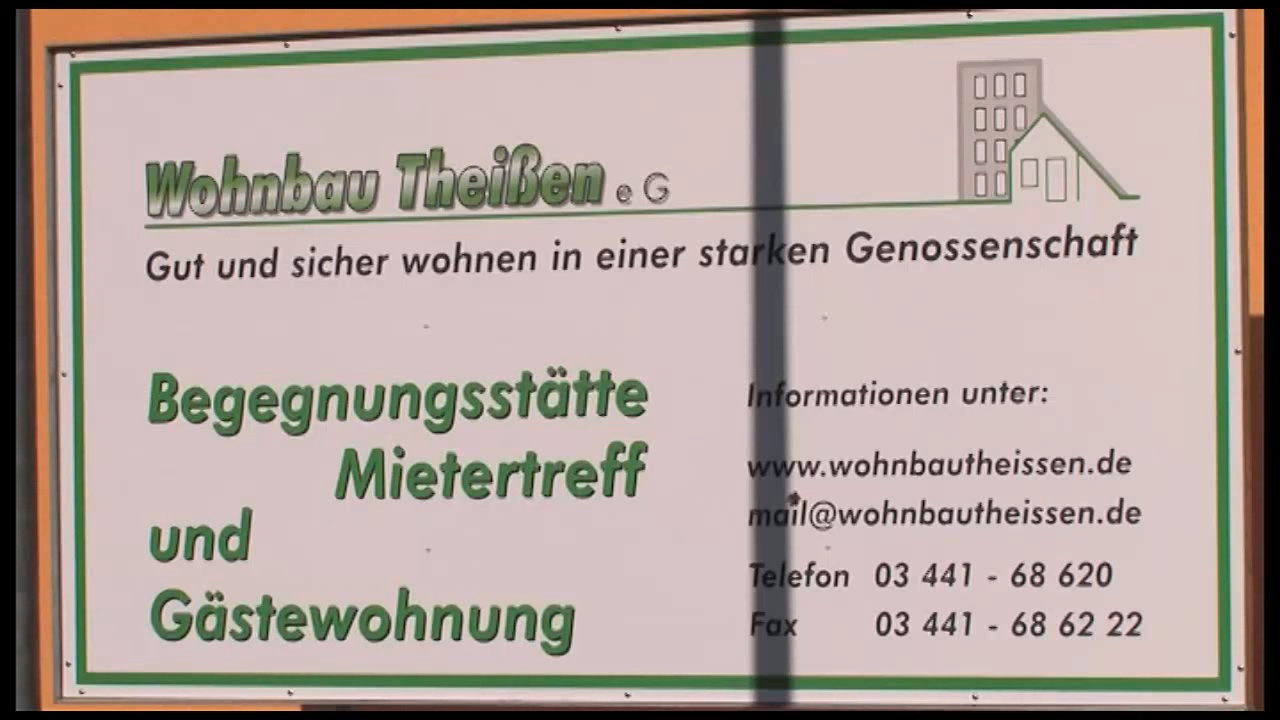 Wohnbau Theißen e G
Gut und sicher wohnen in einer starken Genossenschaft
Begegnungsstätte
Mietertreff
und
Gästewohnung
Informationen unter:
www.wohnbautheissen.de
mail@wohnbautheissen.de
Telefon 03 441 - 68 620
Fax 03 441 - 68 62 22